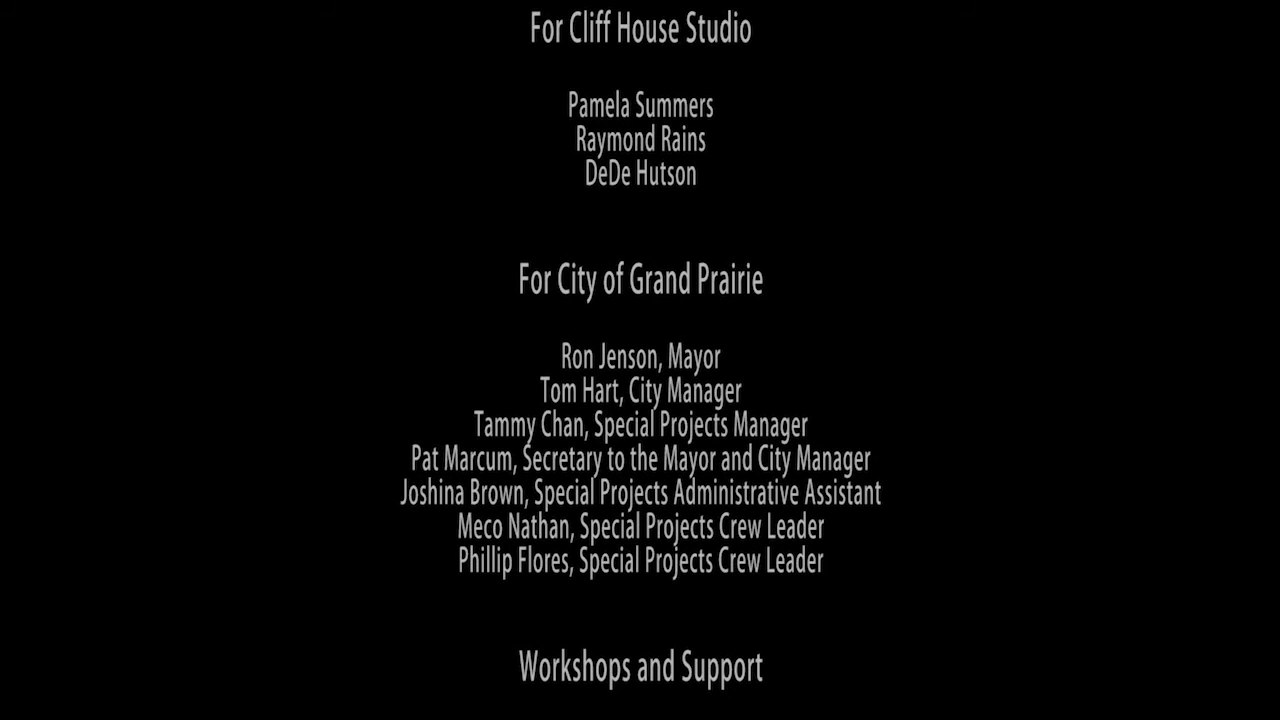 For Cliff House Studio
Pamela Summers
Raymond Rains
DeDe Hutson
For City of Grand Prairie
Ron Jenson, Mayor
Tom Hart, City Manager
Tammy Chan, Special Projects Manager
Pat Marcum, Secretary to the Mayor and City Manager
Joshina Brown, Special Projects Administrative Assistant
Meco Nathan, Special Projects Crew Leader
Phillip Flores, Special Projects Crew Leader
Workshops and Support